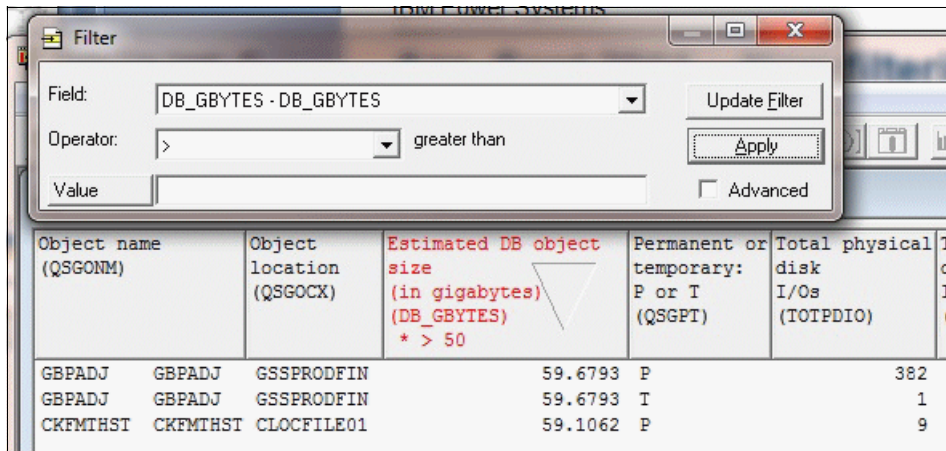 IBM Power Systems
Filter
Field:
DB_GBYTES - DB_GBYTES
Update Filter
Operator:
>
greater than
Apply
Value
Advanced
Object name
(QSGONM)
Object
location
(QSGOCX)
Estimated DB object
size
(in gigabytes)
(DB_GBYTES)
* > 50
Permanent or
temporary:
P or T
(QSGPT)
Total physical
disk
I/Os
(TOTPDIO)
GBPADJ GBPADJ GSSPRODFIN 59.6793 P 382
GBPADJ GBPADJ GSSPRODFIN 59.6793 T 1
CKFMTHST CKFMTHST CLOCFILE01 59.1062 P 9